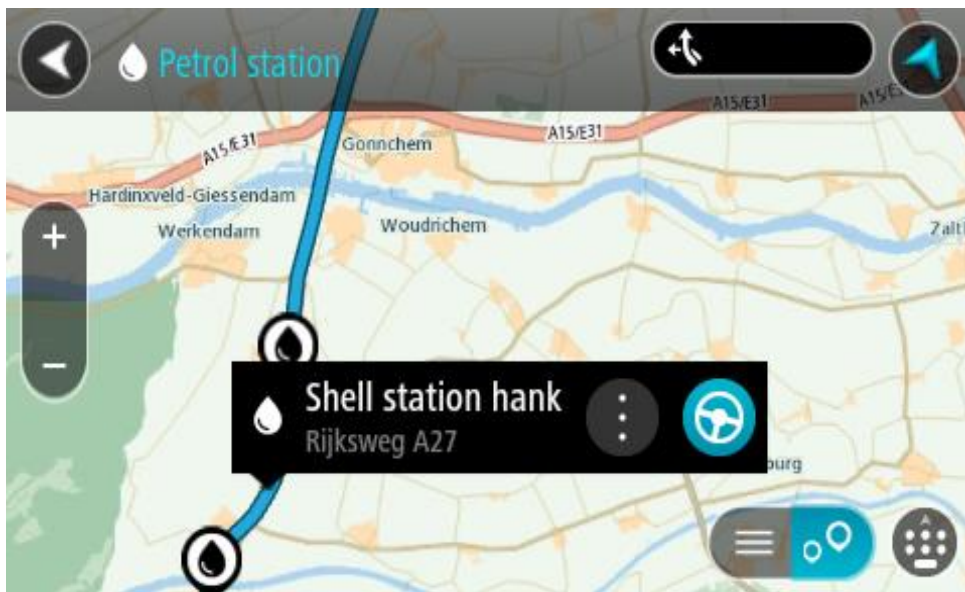 Petrol station
A15/E31
A15/E31
A15/E31
Gonnchem
Hardinxveld-Giessendam
Werkendam
Woudrichem
Shell station hank
Rijksweg A27